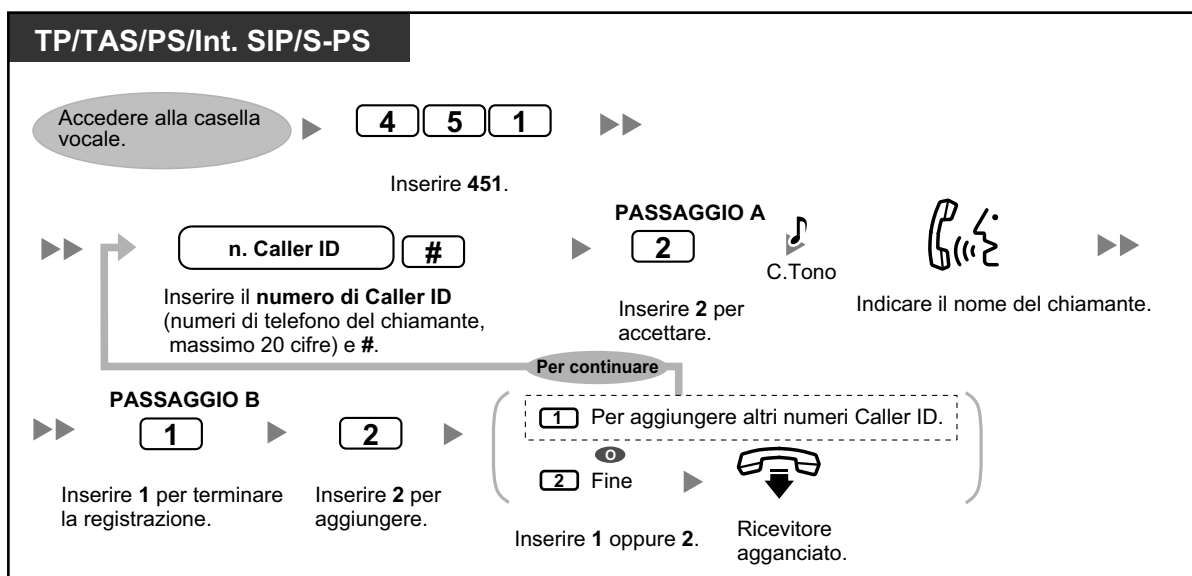 TP/TAS/PS/Int. SIP/S-PS
Accedere alla casella
vocale.
4 5 1
Inserire 451.
n. Caller ID #
Inserire il numero di Caller ID
(numeri di telefono del chiamante,
massimo 20 cifre) e #.
PASSAGGIO A
2
Inserire 2 per
accettare.
C.Tono
Indicare il nome del chiamante.
Per continuare
PASSAGGIO B
1
Inserire 1 per terminare
la registrazione.
2
Inserire 2 per
aggiungere.
1 Per aggiungere altri numeri Caller ID.
O
2 Fine
Inserire 1 oppure 2.
Ricevitore
agganciato.